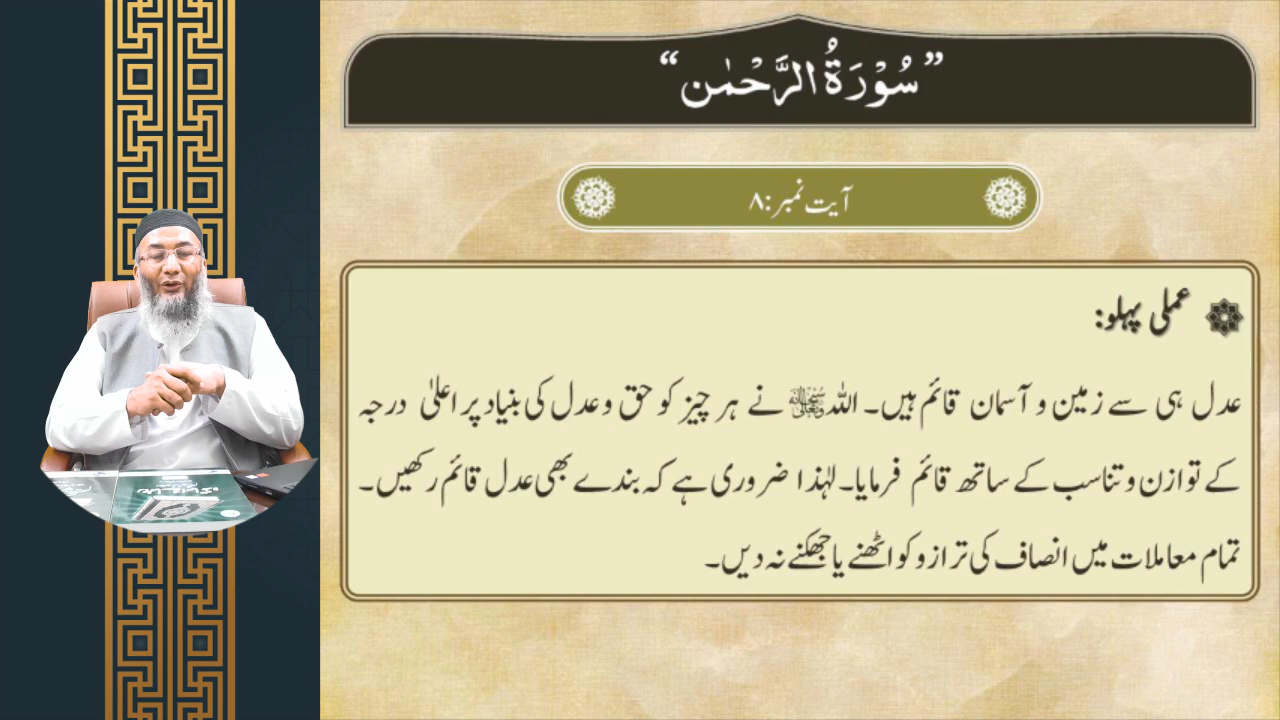 ”سُوْرَۃُ الرَّحْمٰن“
آیت نمبر :۸
عملی پہلو:
عدل ہی سے زمین و آسمان قائم ہیں۔ اللہ ﷻ نے ہر چیز کو حق و عدل کی بنیاد پر اعلیٰ درجہ
کے توازن و تناسب کے ساتھ قائم فرمایا۔ لہٰذا ضروری ہے کہ بندے بھی عدل قائم رکھیں۔
تمام معاملات میں انصاف کی ترازو کو اٹھنے یا جھکنے نہ دیں۔